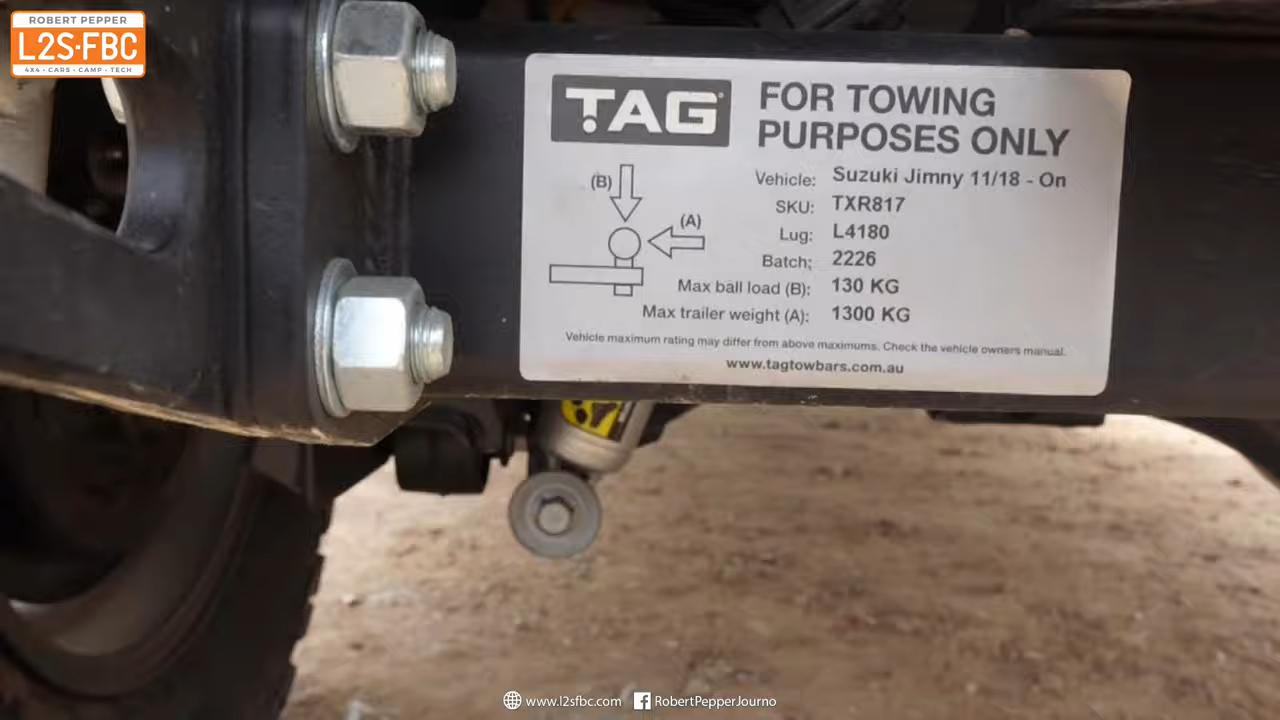 ROBERT PEPPER
L2S·FBC
4X4 • CARS • CAMP • TECH
TAG
FOR TOWING
PURPOSES ONLY
(B)
(A)
Vehicle: Suzuki Jimny 11/18 - On
SKU: TXR817
Lug: L4180
Batch: 2226
Max ball load (B): 130 KG
Max trailer weight (A): 1300 KG
Vehicle maximum rating may differ from above maximums. Check the vehicle owners manual.
www.tagtowbars.com.au
www.l2sfbc.com RobertPepperJourno